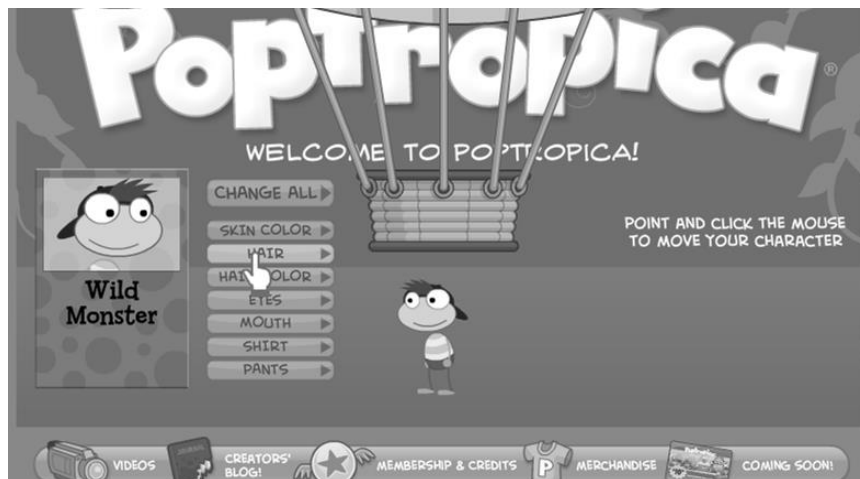 Poptropica®
WELCOME TO POPTROPICA!
CHANGE ALL
SKIN COLOR
HAIR
HAIR COLOR
EYES
MOUTH
SHIRT
PANTS
Wild
Monster
POINT AND CLICK THE MOUSE
TO MOVE YOUR CHARACTER
VIDEOS
CREATORS'
BLOG!
MEMBERSHIP & CREDITS
P
MERCHANDISE
COMING SOON!